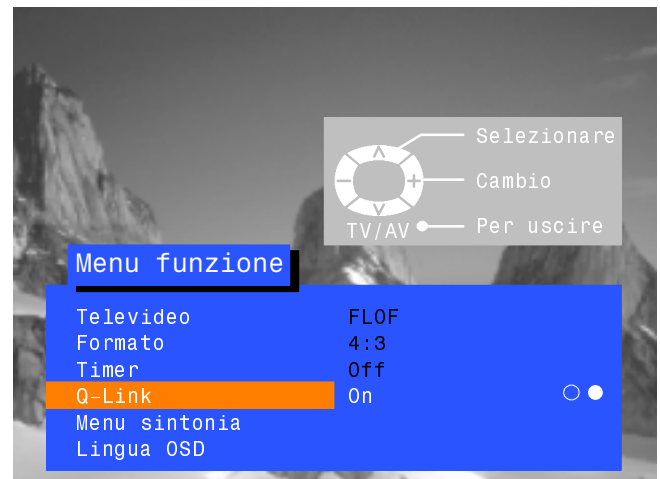 Selezionare
Cambio
TV/AV Per uscire
Menu funzione
Televideo FLOF
Formato 4:3
Timer Off
Q-Link On
Menu sintonia
Lingua OSD